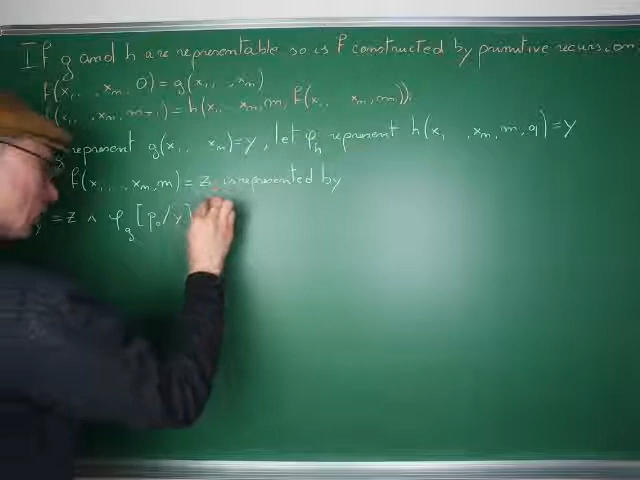 If g and h are representable so is f constructed by primitive recursion.
f(x₁, , xₘ, 0) = g(x₁, , xₘ)
(x₁, , xₘ, m+1) = h(x₁, xₘ, m, f(x₁, xₘ, m)).
g represent g(x₁, xₘ) = y, let φₕ represent h(x₁ , xₘ, m, q) = y
f(x₁, , xₘ, m) = z is represented by
= z ∧ φ_g [p₀/y]